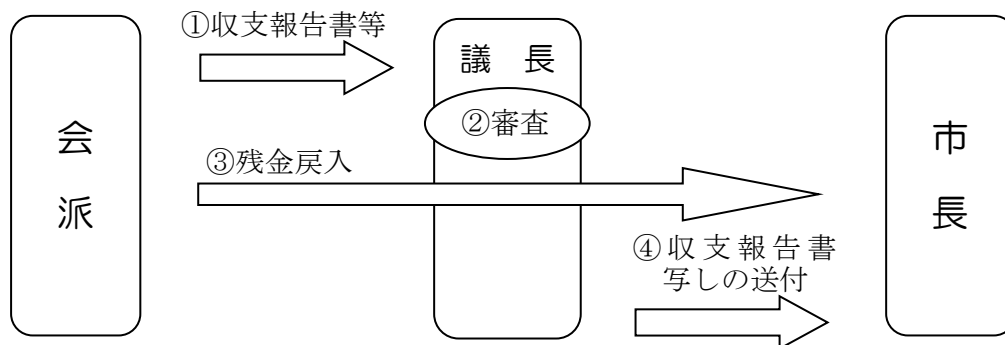 ①収支報告書等
議 長
②審査
会
派
③残金戻入
市
長
④収支報告書
写しの送付